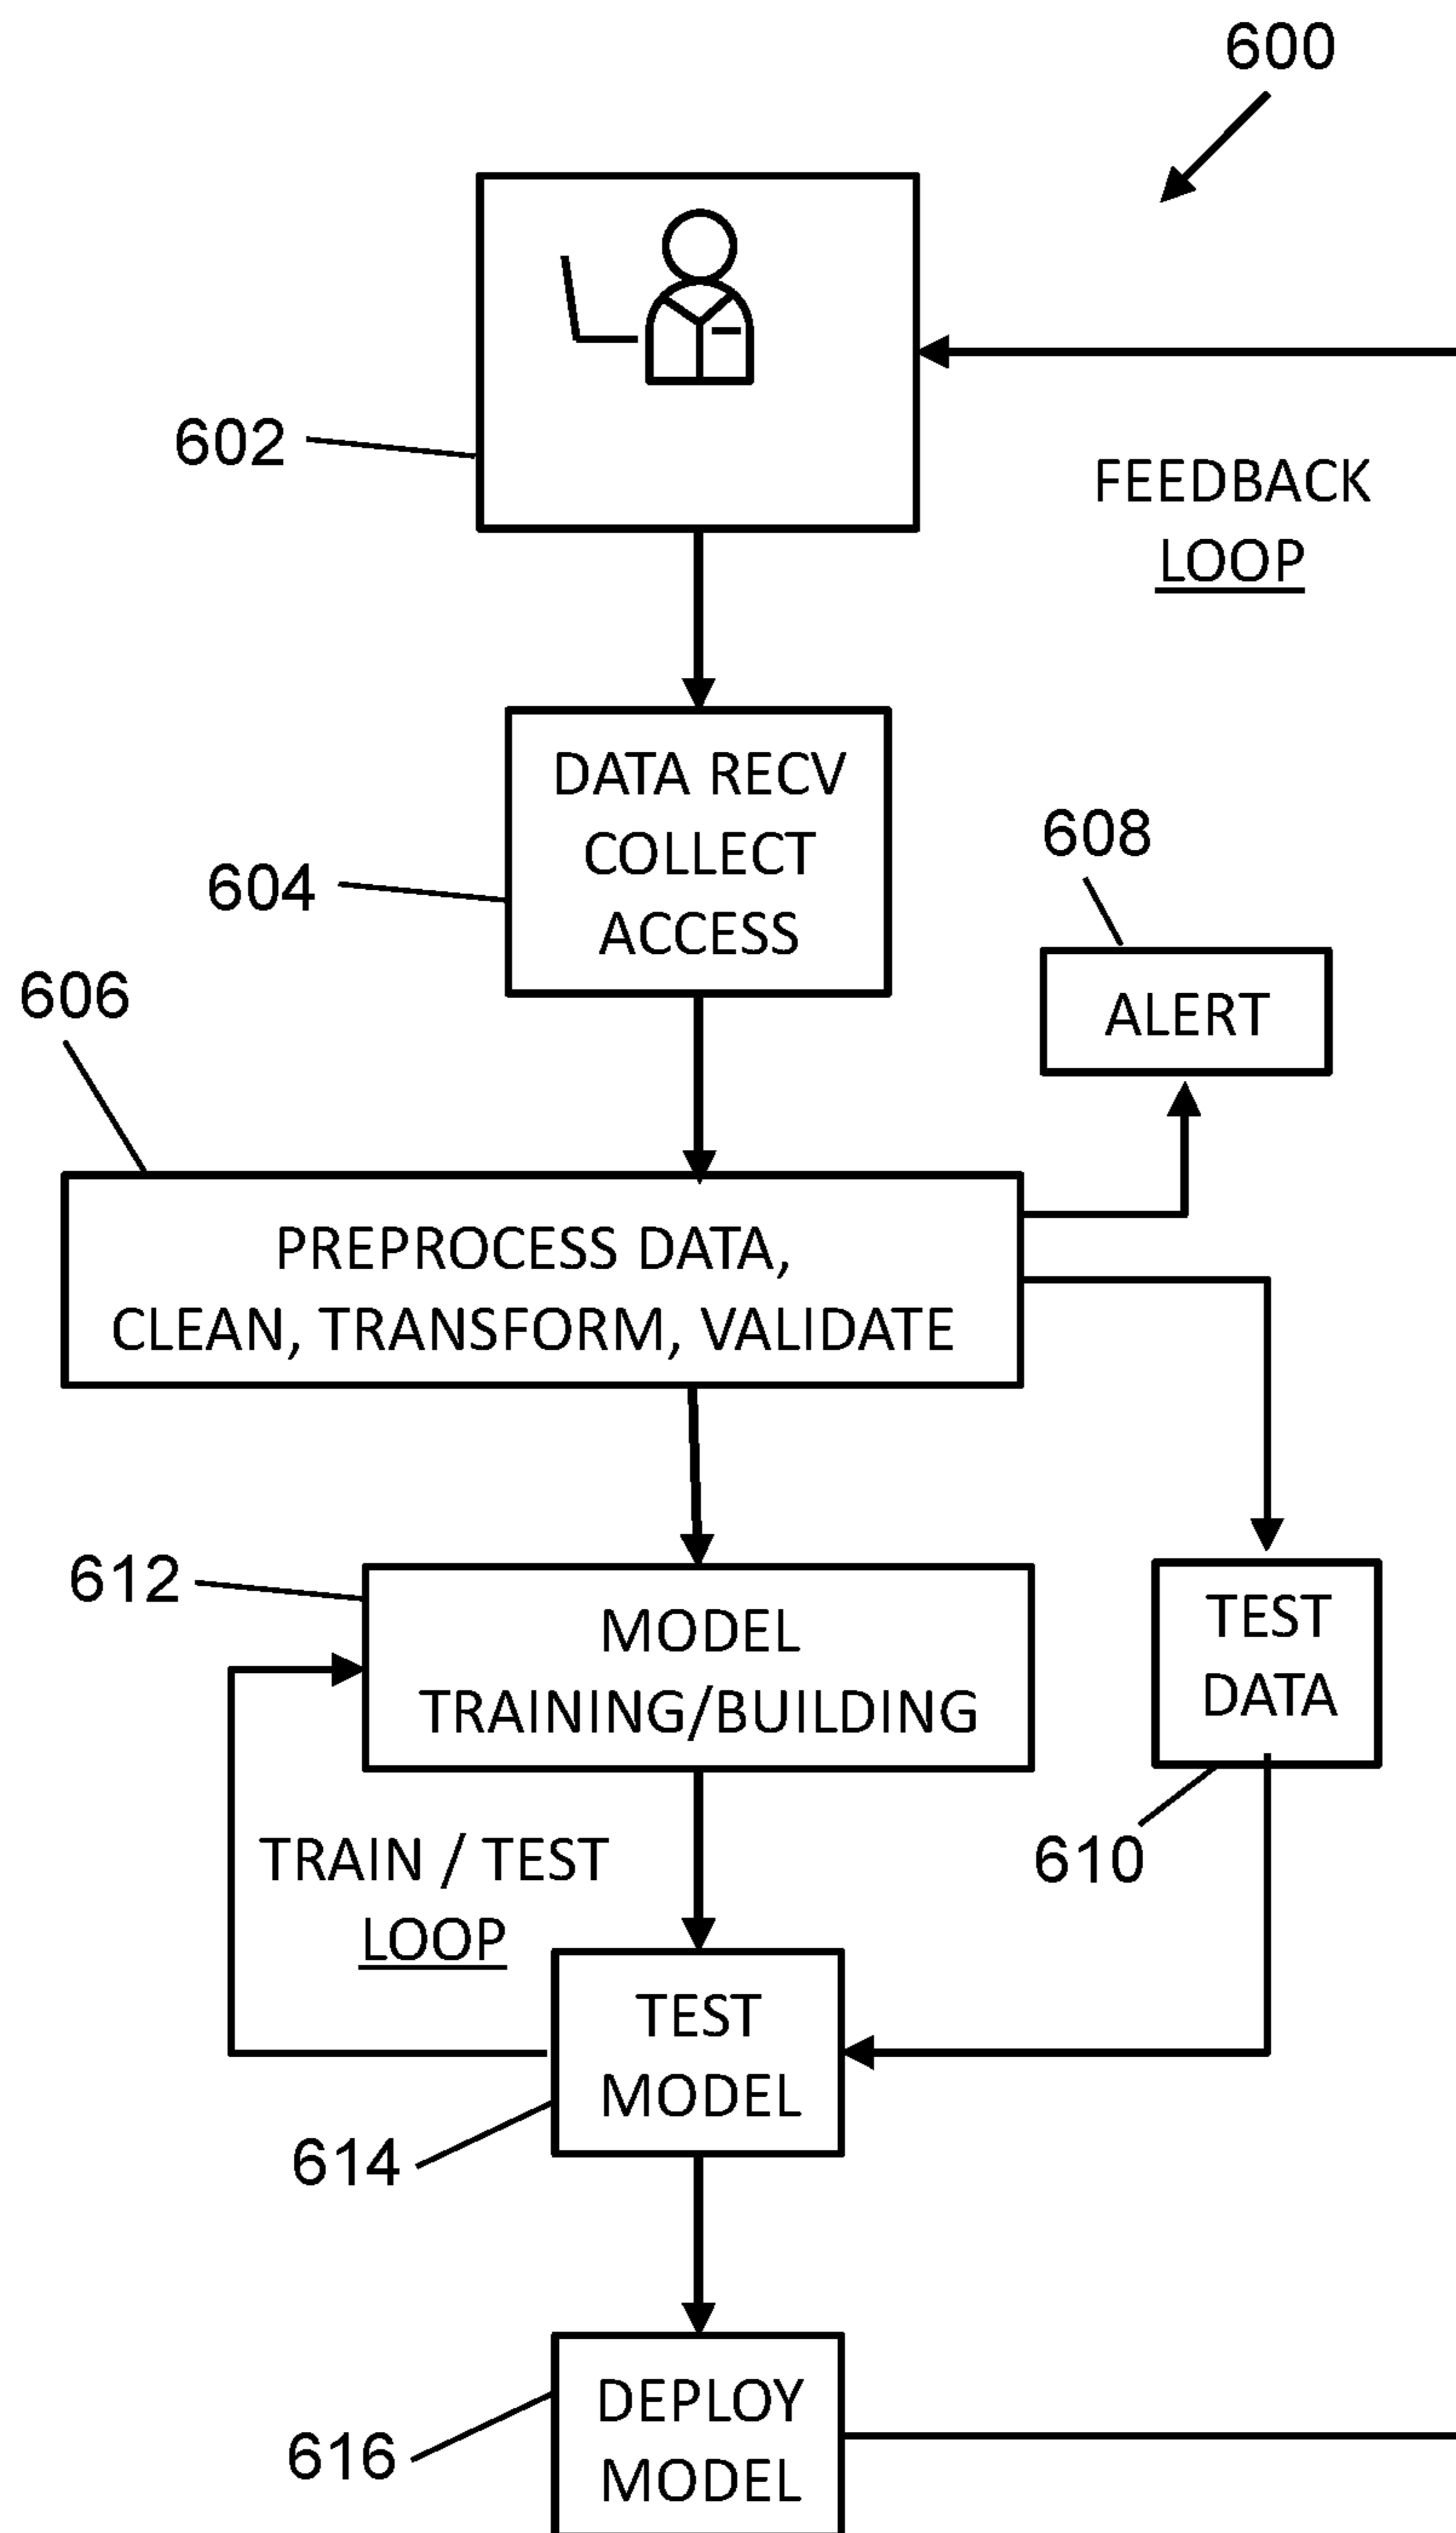 600
602
FEEDBACK
LOOP
DATA RECV
COLLECT
ACCESS
604
608
ALERT
606
PREPROCESS DATA,
CLEAN, TRANSFORM, VALIDATE
612
MODEL
TRAINING/BUILDING
TEST
DATA
610
TRAIN / TEST
LOOP
TEST
MODEL
614
DEPLOY
MODEL
616